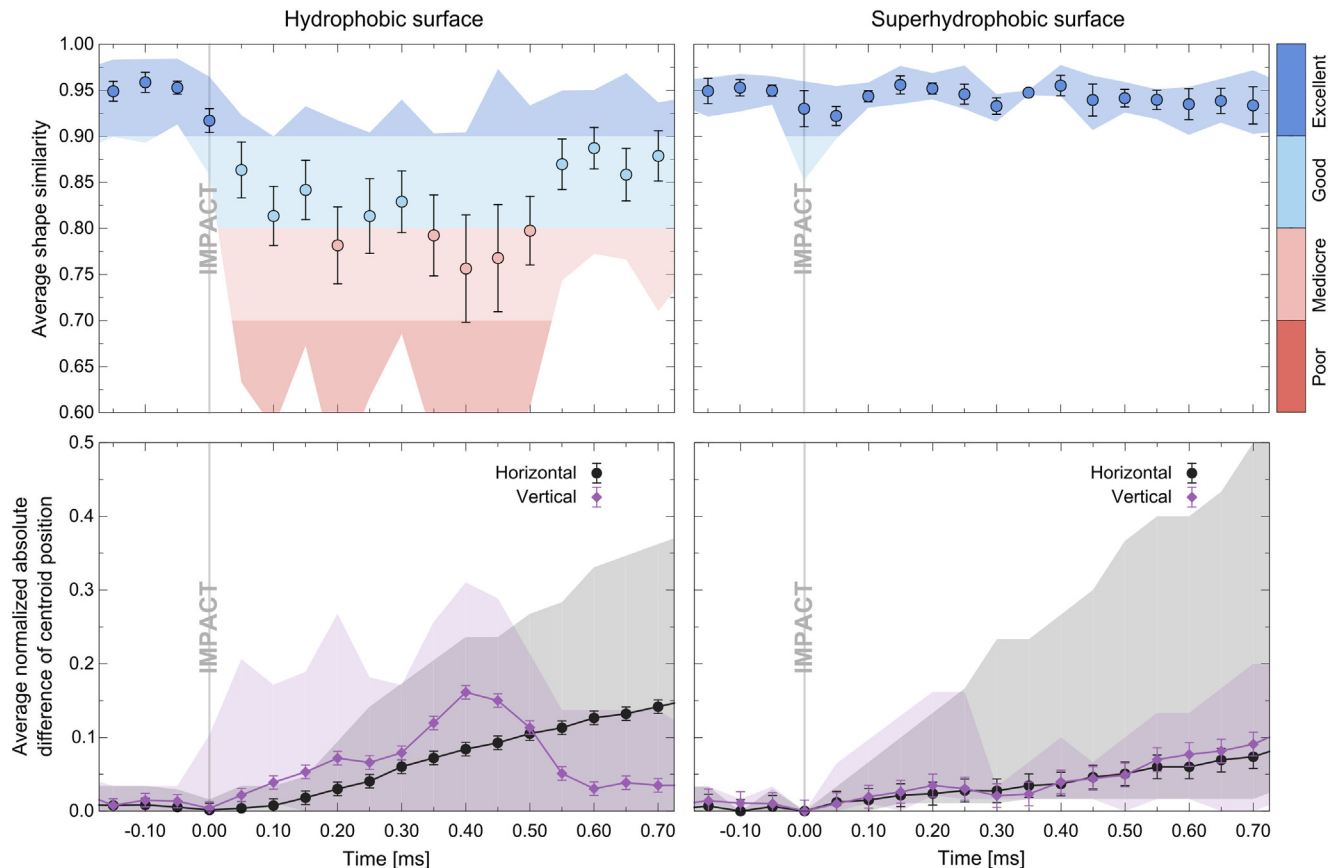 Hydrophobic surface
Superhydrophobic surface
Average shape similarity
1.00
0.95
0.90
0.85
0.80
0.75
0.70
0.65
0.60
IMPACT
IMPACT
Excellent
Good
Mediocre
Poor
Average normalized absolute
difference of centroid position
0.5
0.4
0.3
0.2
0.1
0.0
Horizontal
Vertical
IMPACT
Horizontal
Vertical
IMPACT
-0.10 0.00 0.10 0.20 0.30 0.40 0.50 0.60 0.70
Time [ms]
-0.10 0.00 0.10 0.20 0.30 0.40 0.50 0.60 0.70
Time [ms]